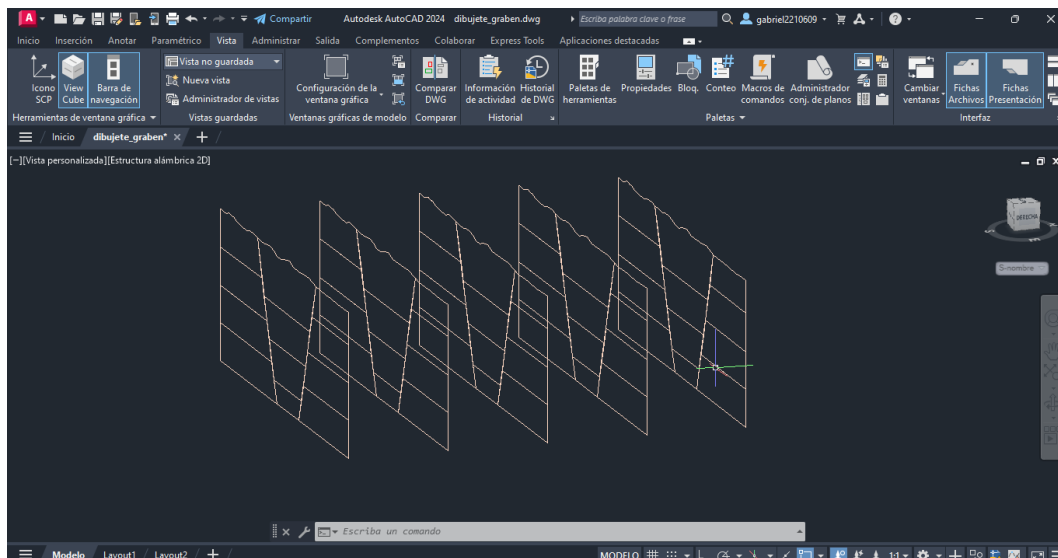 A Compartir Autodesk AutoCAD 2024 dibujete_graben.dwg Escriba palabra clave o frase gabriel2210609
Inicio Inserción Anotar Paramétrico Vista Administrar Salida Complementos Colaborar Express Tools Aplicaciones destacadas
Icono SCP
View Cube
Barra de navegación
Vista no guardada
Nueva vista
Administrador de vistas
Configuración de la ventana gráfica
Comparar DWG
Información de actividad
Historial de DWG
Paletas de herramientas
Propiedades
Bloq.
Conteo
Macros de comandos
Administrador conj. de planos
Cambiar ventanas
Fichas Archivos
Fichas Presentación
Herramientas de ventana gráfica Vistas guardadas Ventanas gráficas de modelo Comparar Historial Paletas Interfaz
Inicio dibujete_graben*
[−][Vista personalizada][Estructura alámbrica 2D]
DERECHA
S-nombre
Escriba un comando
Modelo Layout1 Layout2 MODELO 1:1